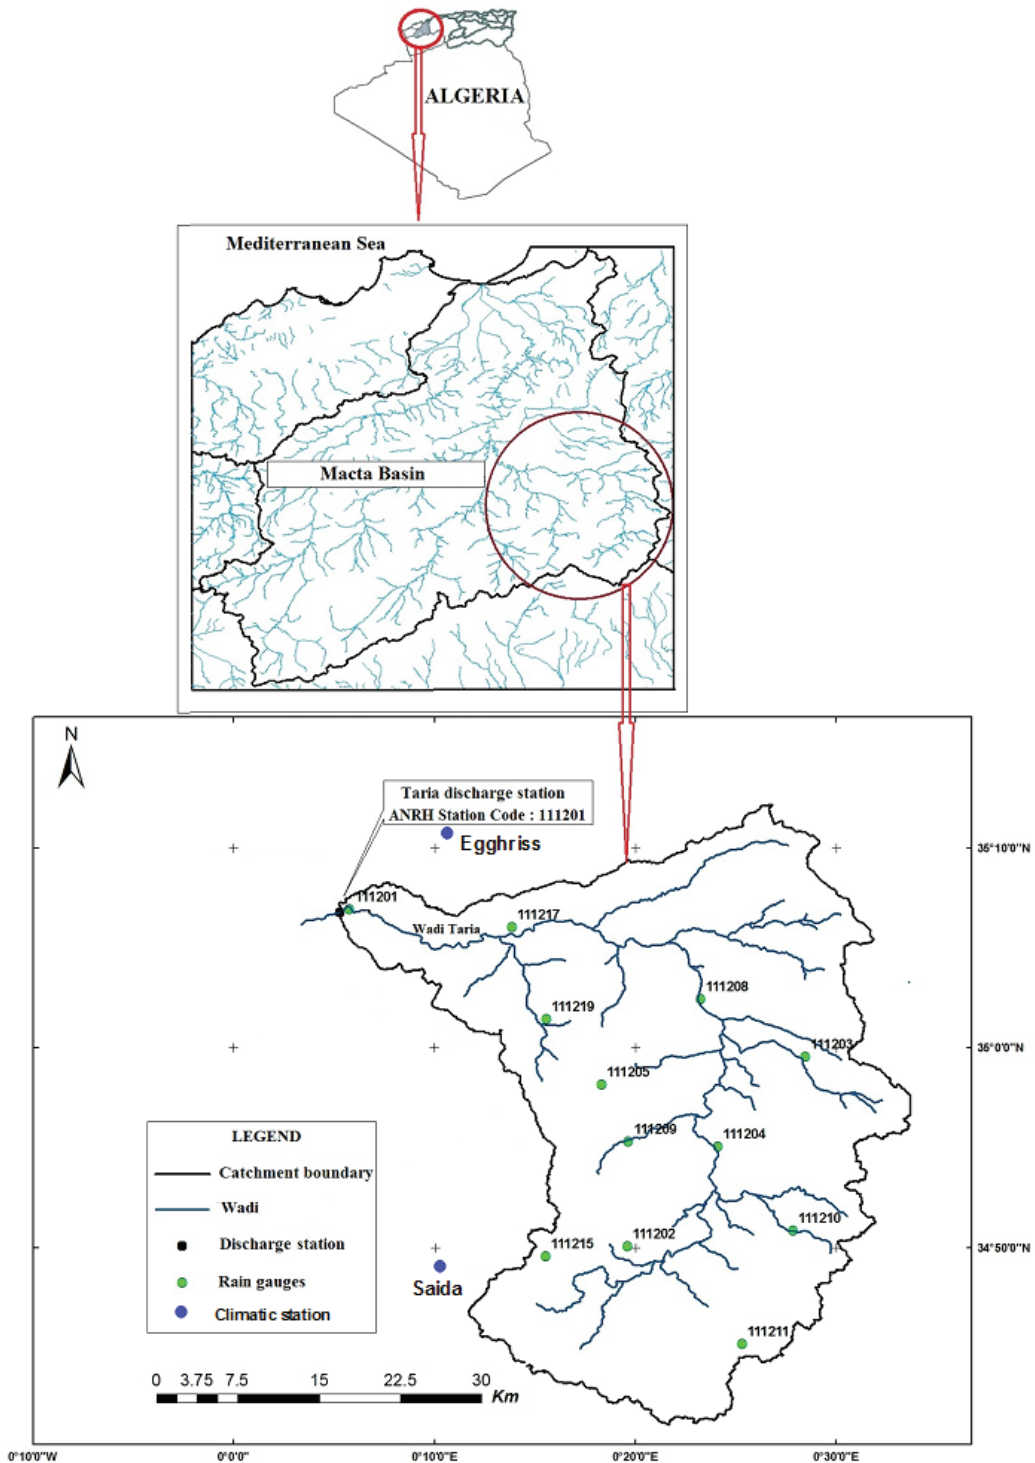 ALGERIA
Mediterranean Sea
Macta Basin
N
Taria discharge station
ANRH Station Code : 111201
Egghriss
36°10'0"N
111201
111217
Wadi Taria
111208
111219
111203
35°0'0"N
111205
111209
111204
LEGEND
Catchment boundary
Wadi
Discharge station
Rain gauges
Climatic station
111210
111202
111215
34°50'0"N
Saida
111211
0 3.75 7.5 15 22.5 30
Km
0°10'0"W 0°0'0" 0°10'0"E 0°20'0"E 0°30'0"E